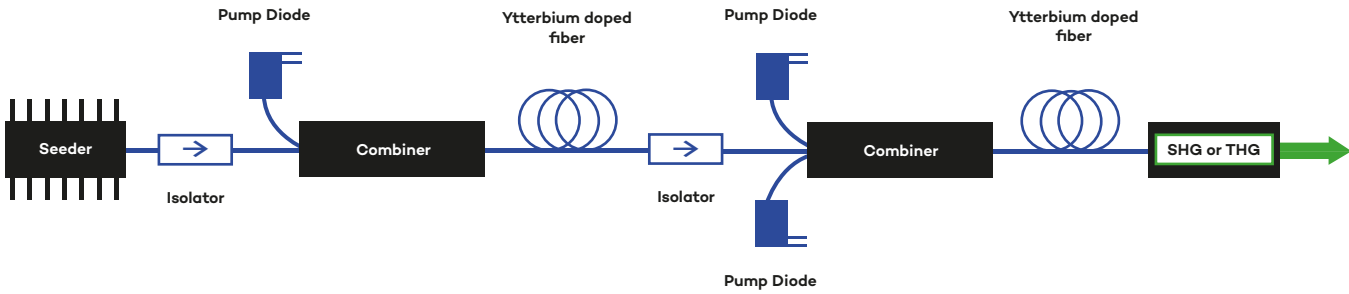 Pump Diode
Ytterbium doped
fiber
Pump Diode
Ytterbium doped
fiber
Seeder
Combiner
Combiner
SHG or THG
Isolator
Isolator
Pump Diode